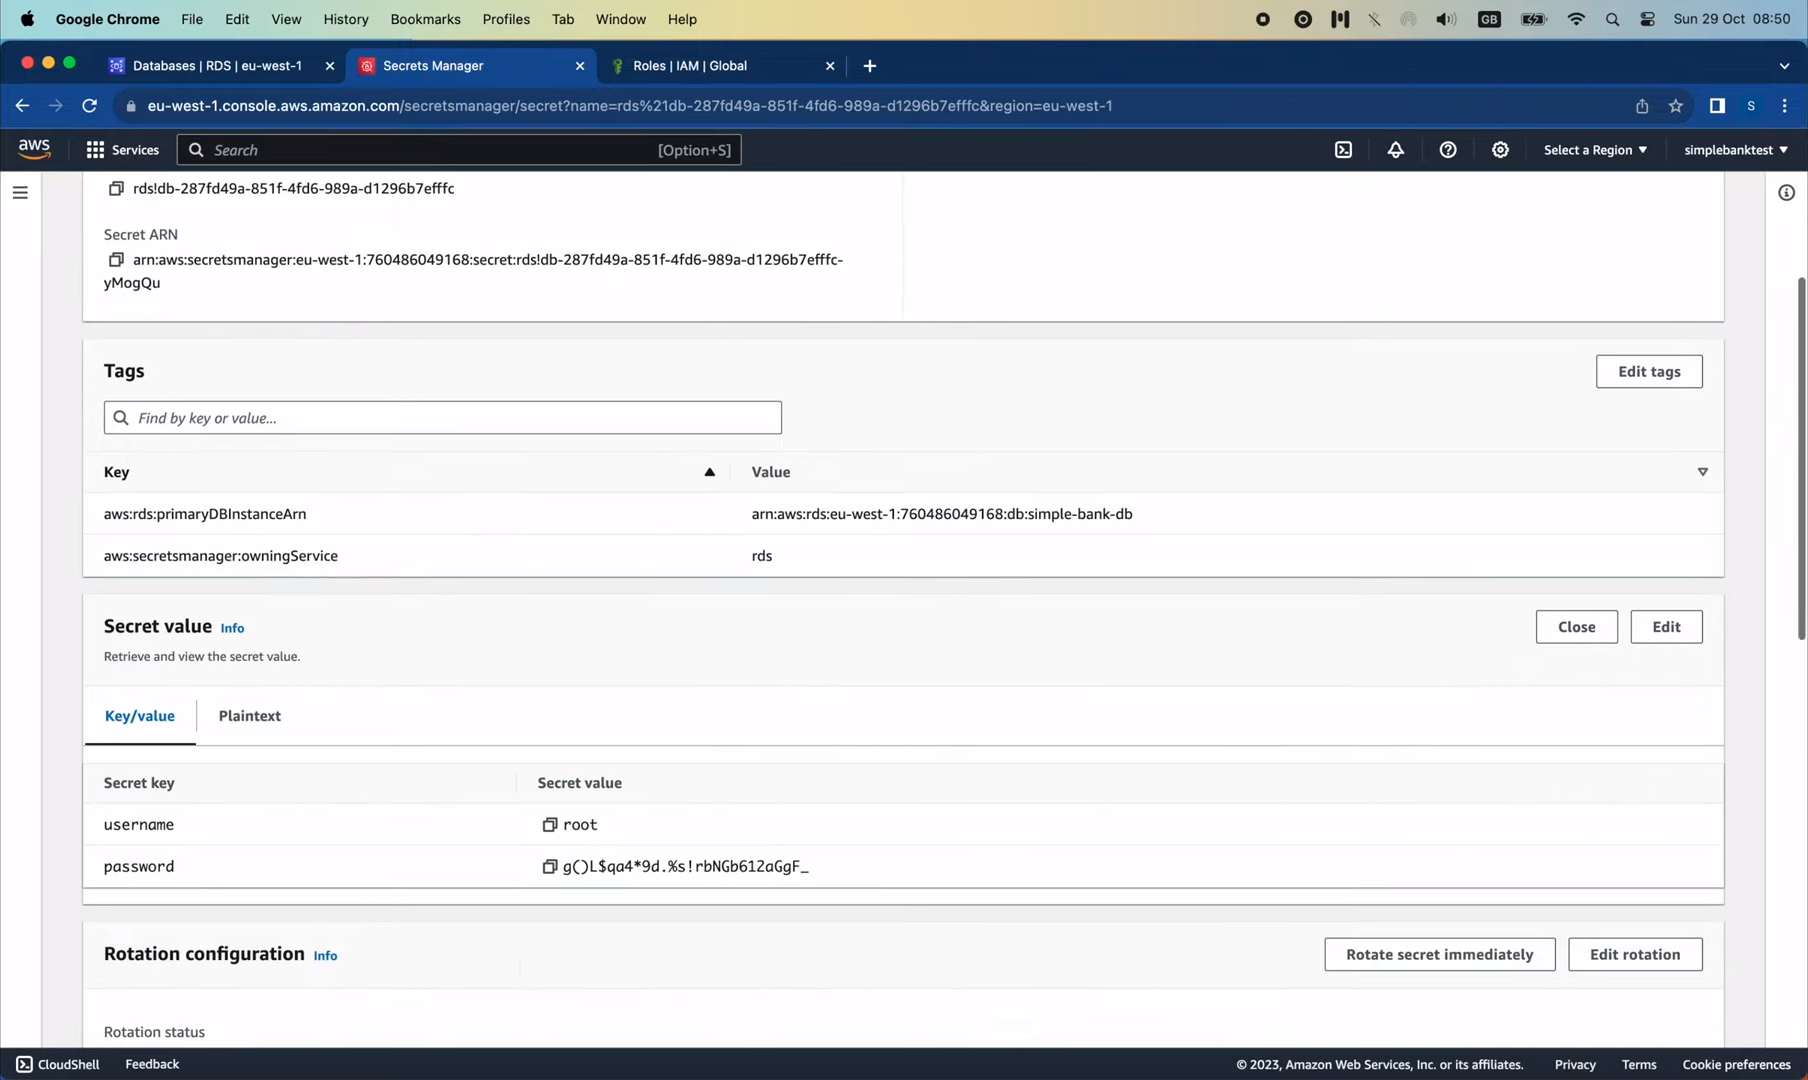 Google Chrome File Edit View History Bookmarks Profiles Tab Window Help GB Sun 29 Oct 08:50
Databases | RDS | eu-west-1 Secrets Manager Roles | IAM | Global
eu-west-1.console.aws.amazon.com/secretsmanager/secret?name=rds%21db-287fd49a-851f-4fd6-989a-d1296b7efffc&region=eu-west-1 S
aws Services Search [Option+S] Select a Region simplebanktest
rds!db-287fd49a-851f-4fd6-989a-d1296b7efffc
Secret ARN
arn:aws:secretsmanager:eu-west-1:760486049168:secret:rds!db-287fd49a-851f-4fd6-989a-d1296b7efffc-
yMogQu
Tags Edit tags
Find by key or value...
Key Value
aws:rds:primaryDBInstanceArn arn:aws:rds:eu-west-1:760486049168:db:simple-bank-db
aws:secretsmanager:owningService rds
Secret value Info Close Edit
Retrieve and view the secret value.
Key/value Plaintext
Secret key Secret value
username root
password g()L$qa4*9d.%s!rbNGb612aGgF_
Rotation configuration Info Rotate secret immediately Edit rotation
Rotation status
CloudShell Feedback © 2023, Amazon Web Services, Inc. or its affiliates. Privacy Terms Cookie preferences